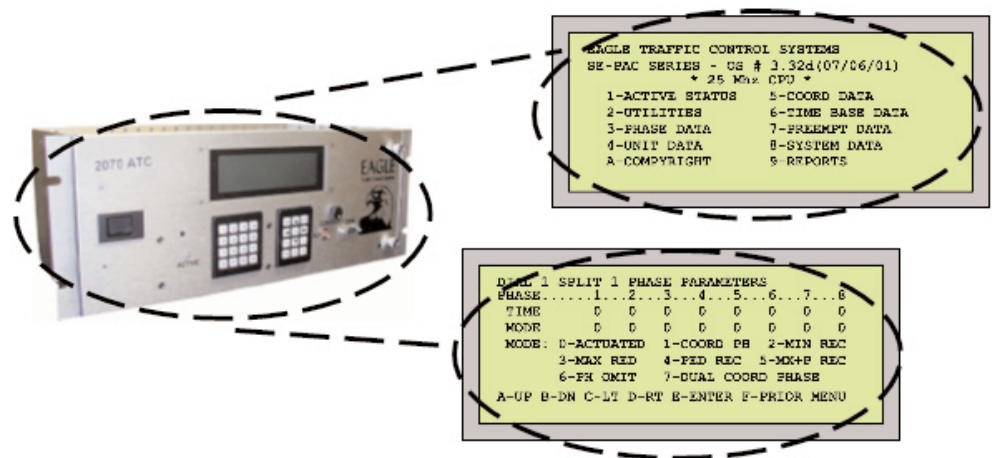 EAGLE TRAFFIC CONTROL SYSTEMS
SE-PAC SERIES - OS # 3.32d(07/06/01)
* 25 Mhz CPU *
1-ACTIVE STATUS 5-COORD DATA
2-UTILITIES 6-TIME BASE DATA
3-PHASE DATA 7-PREEMPT DATA
4-UNIT DATA 8-SYSTEM DATA
A-COMPYRIGHT 9-REPORTS
2070 ATC
EAGLE
ACTIVE
DIAL 1 SPLIT 1 PHASE PARAMETERS
PHASE......1...2...3...4...5...6...7...8
TIME 0 0 0 0 0 0 0 0
MODE 0 0 0 0 0 0 0 0
MODE: 0-ACTUATED 1-COORD PH 2-MIN REC
3-MAX RED 4-PED REC 5-MX+P REC
6-PH OMIT 7-DUAL COORD PHASE
A-UP B-DN C-LT D-RT E-ENTER F-PRIOR MENU